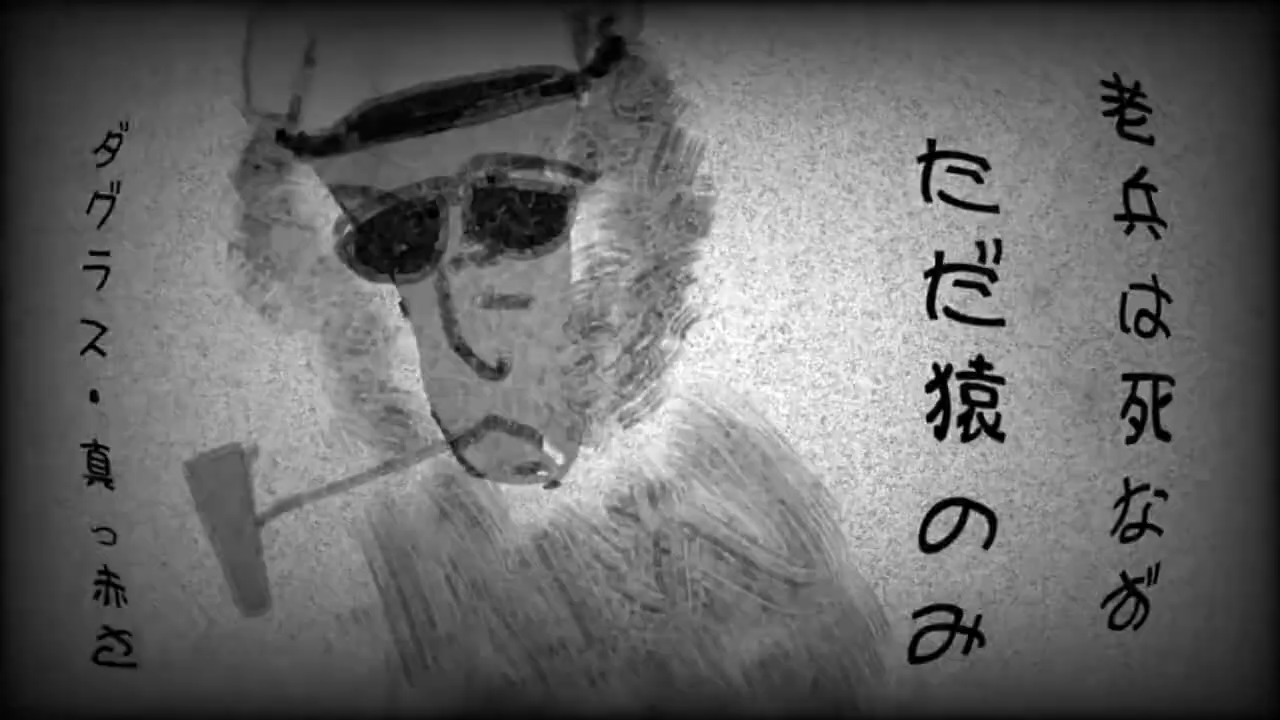 老兵は死なず
ただ猿のみ
ダグラス・真っ赤さ